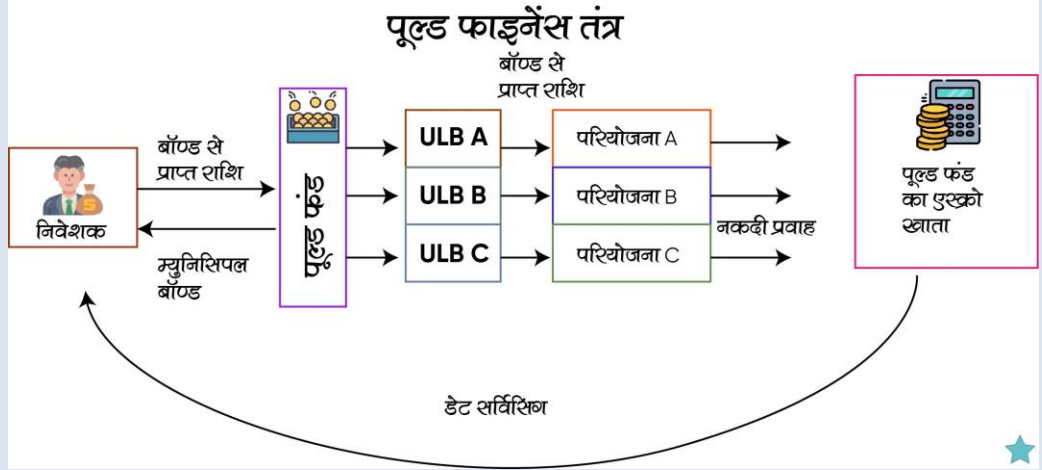 पूल्ड फाइनेंस तंत्र
बॉण्ड से
प्राप्त राशि
निवेशक
बॉण्ड से
प्राप्त राशि
म्युनिसिपल
बॉण्ड
पूल्ड फंड
ULB A
परियोजना A
ULB B
परियोजना B
ULB C
परियोजना C
नकदी प्रवाह
पूल्ड फंड
का एस्क्रो
खाता
डेट सर्विसिंग